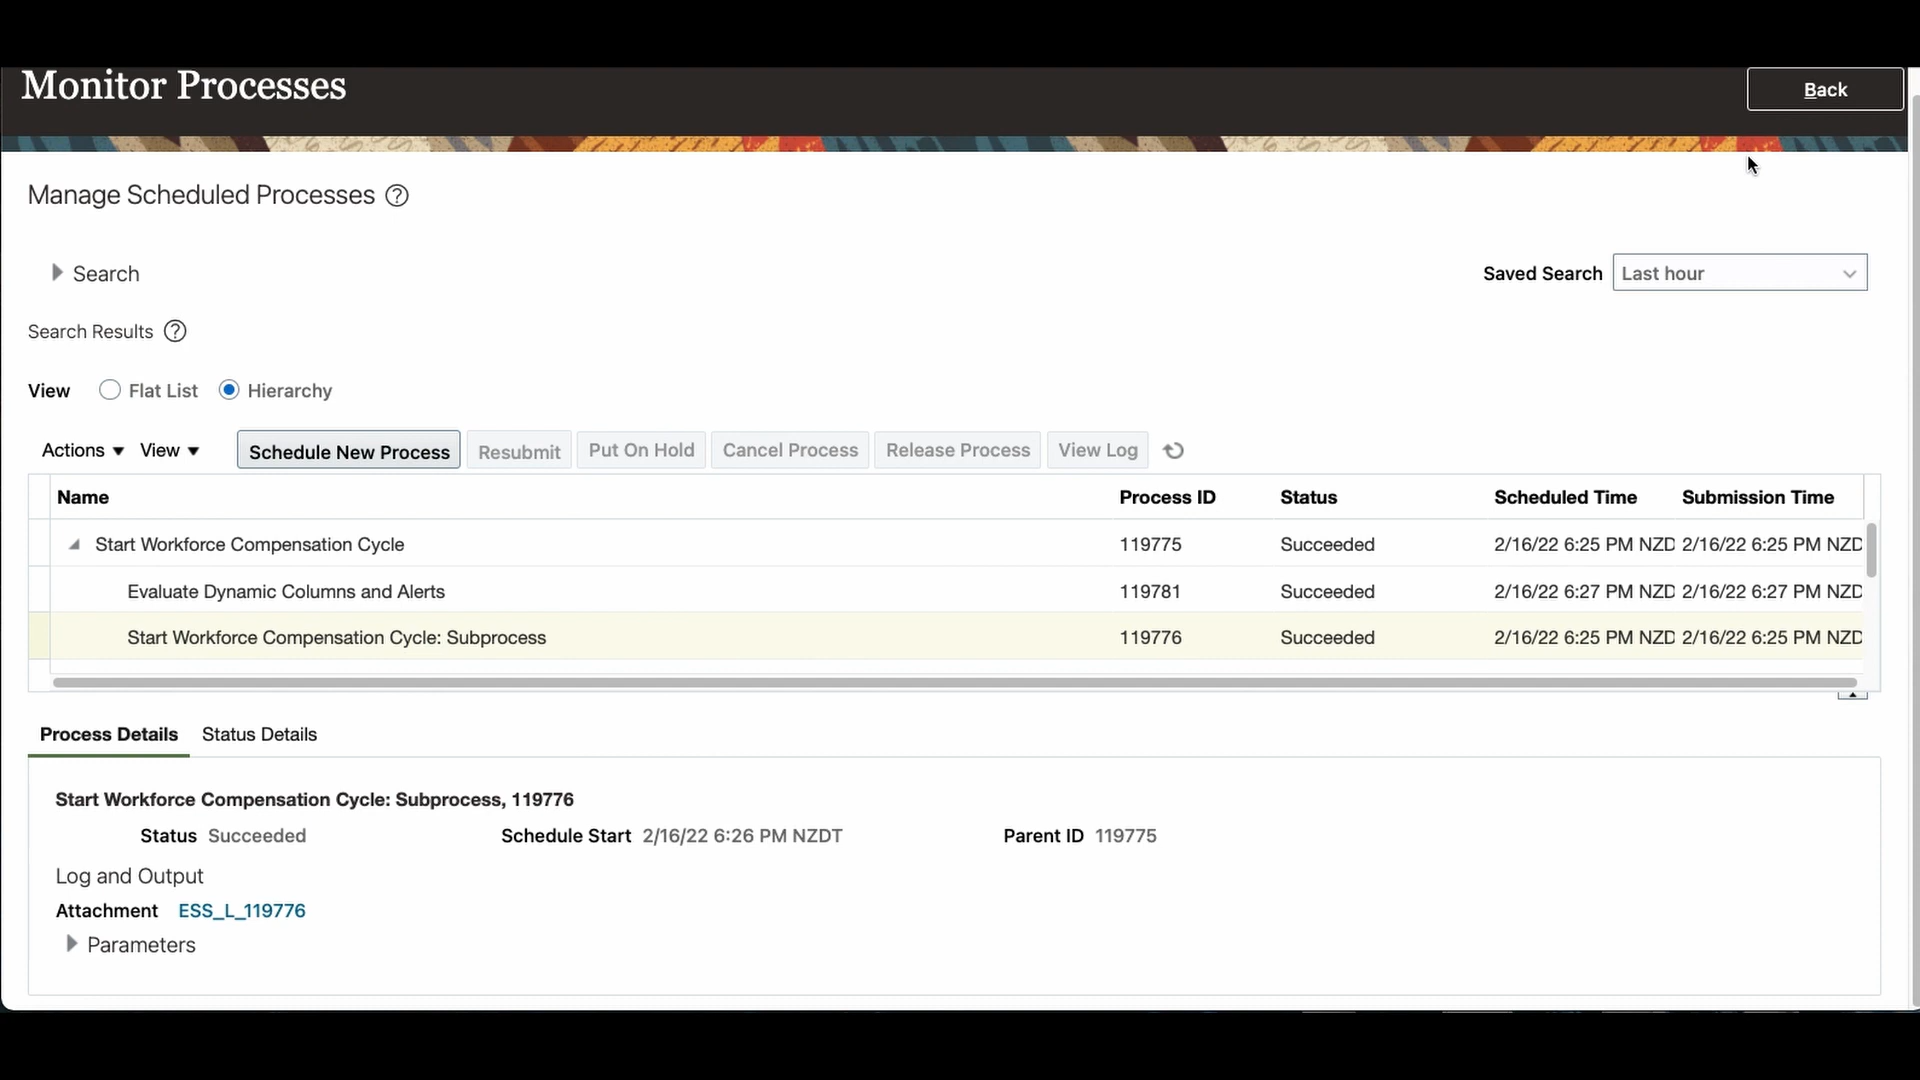 Monitor Processes
Back
Manage Scheduled Processes ?
Search
Saved Search Last hour
Search Results ?
View Flat List Hierarchy
Actions View Schedule New Process Resubmit Put On Hold Cancel Process Release Process View Log
Name Process ID Status Scheduled Time Submission Time
Start Workforce Compensation Cycle 119775 Succeeded 2/16/22 6:25 PM NZD 2/16/22 6:25 PM NZD
Evaluate Dynamic Columns and Alerts 119781 Succeeded 2/16/22 6:27 PM NZD 2/16/22 6:27 PM NZD
Start Workforce Compensation Cycle: Subprocess 119776 Succeeded 2/16/22 6:25 PM NZD 2/16/22 6:25 PM NZD
Process Details Status Details
Start Workforce Compensation Cycle: Subprocess, 119776
Status Succeeded Schedule Start 2/16/22 6:26 PM NZDT Parent ID 119775
Log and Output
Attachment ESS_L_119776
Parameters